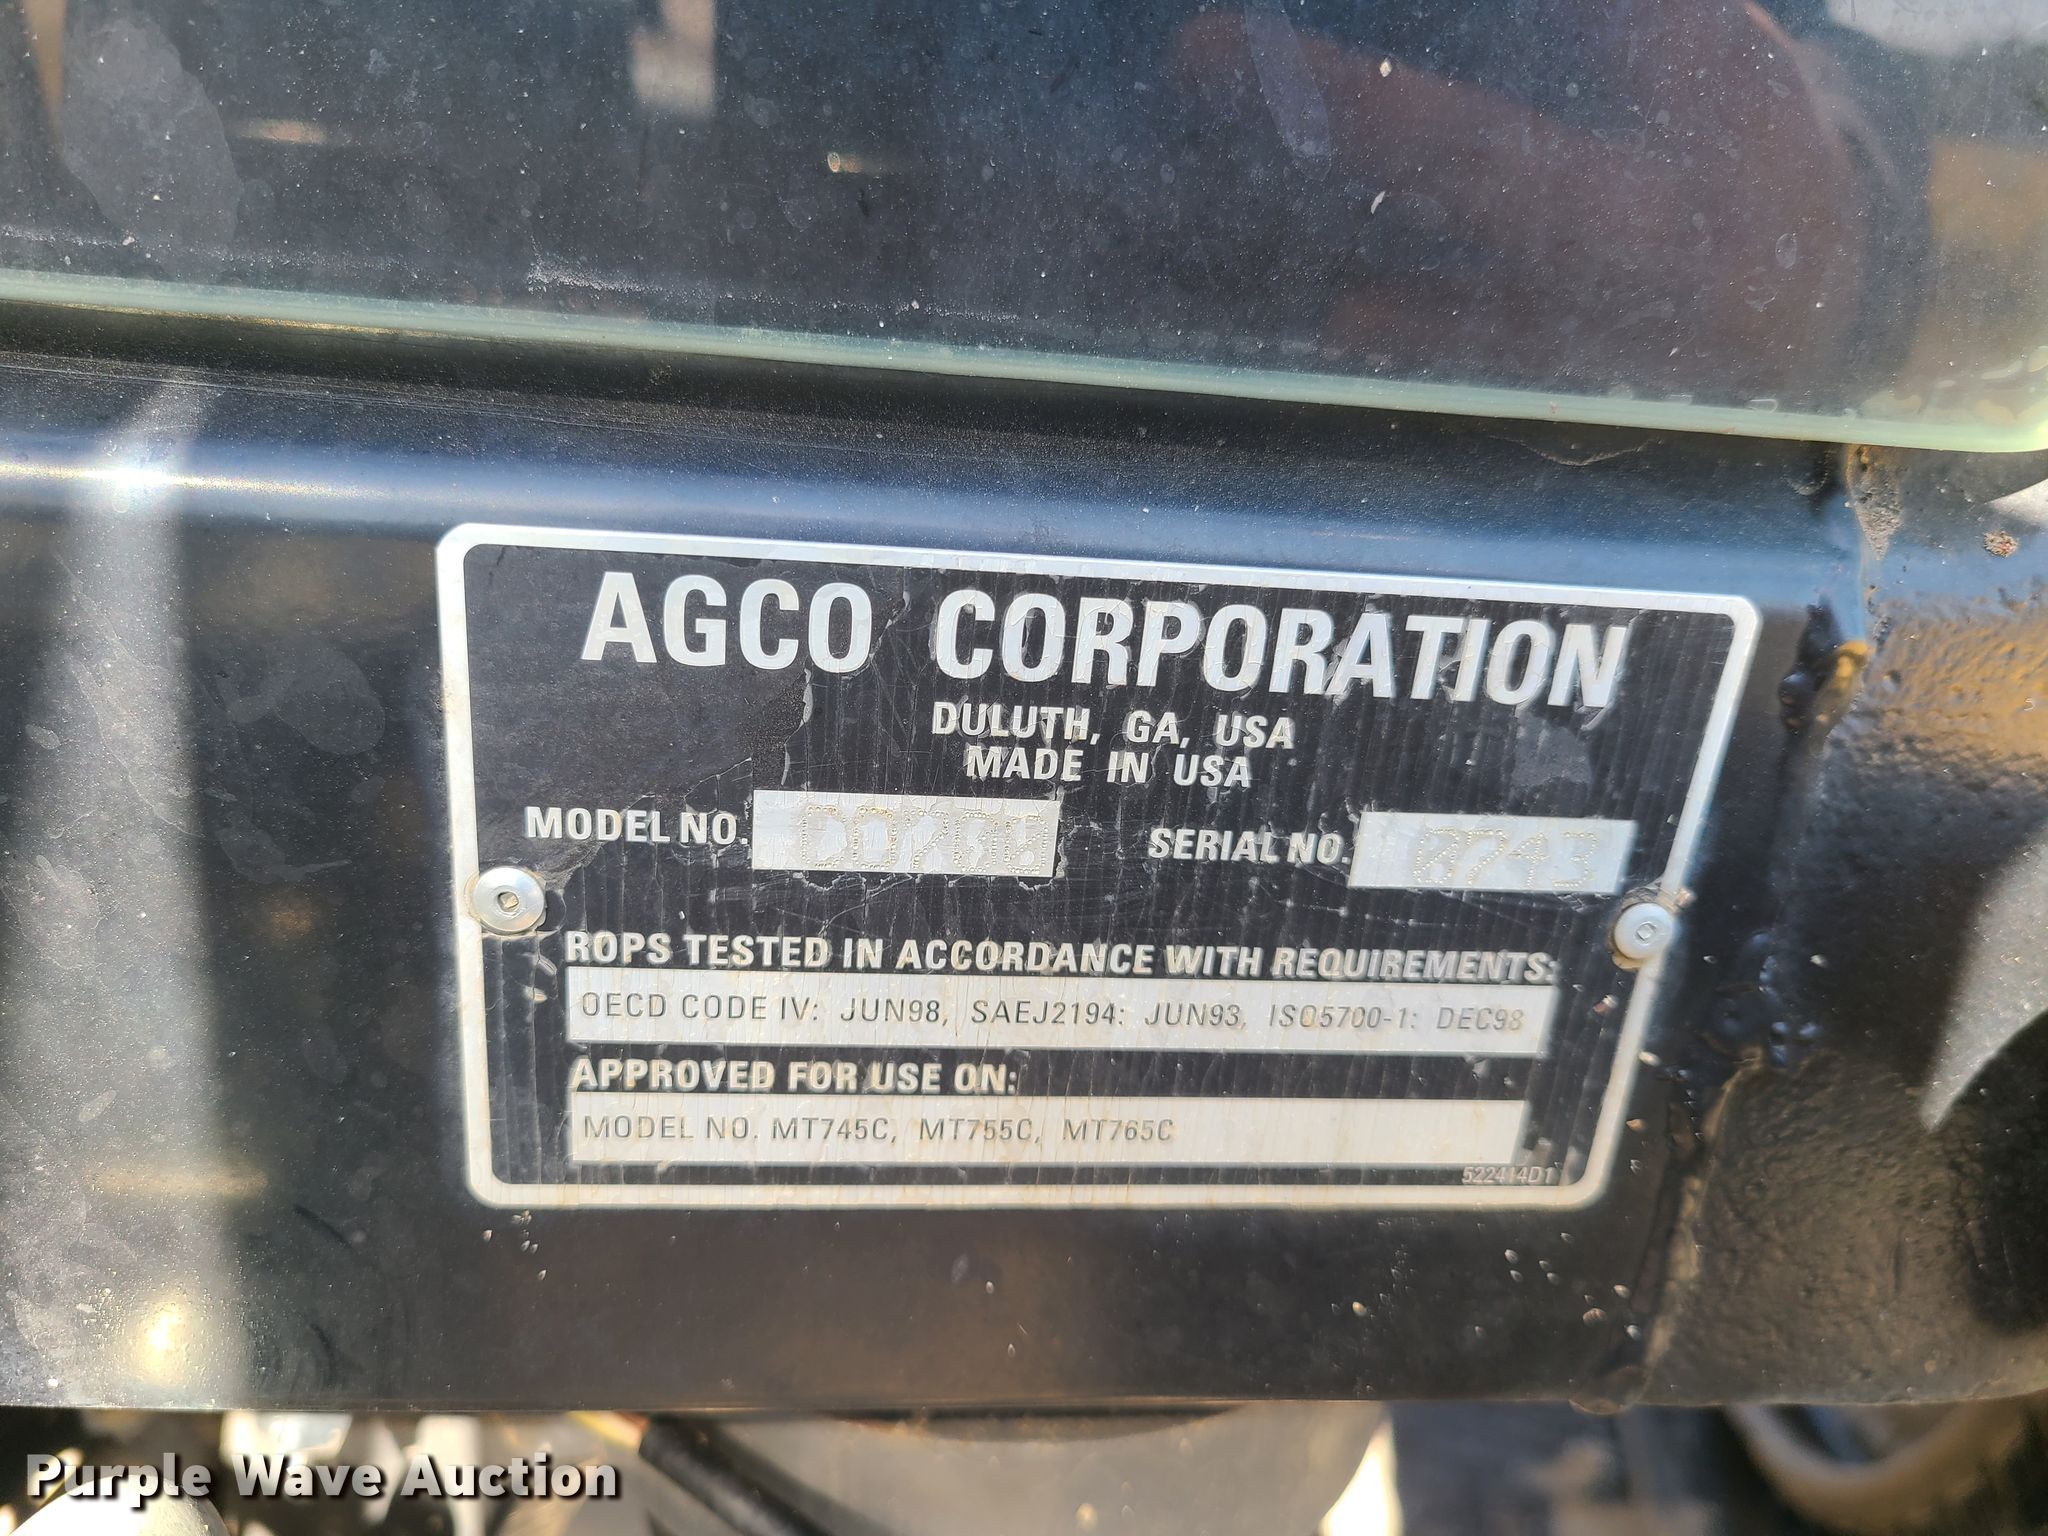 AGCO CORPORATION
DULUTH, GA, USA
MADE IN USA
MODEL NO.
SERIAL NO.
ROPS TESTED IN ACCORDANCE WITH REQUIREMENTS:
OECD CODE IV: JUN98, SAEJ2194: JUN93, ISO5700-1: DEC98
APPROVED FOR USE ON:
MODEL NO. MT745C, MT755C, MT765C
522414D1
Purple Wave Auction